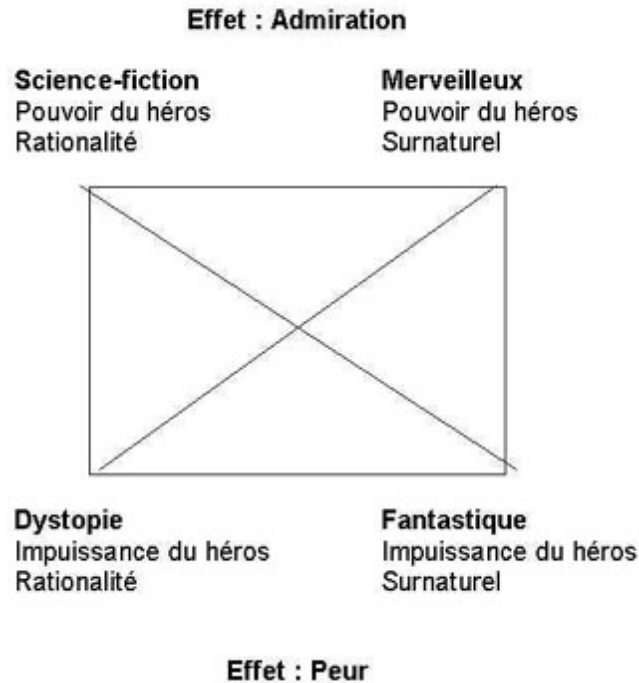 Effet : Admiration
Science-fiction
Pouvoir du héros
Rationalité
Merveilleux
Pouvoir du héros
Surnaturel
Dystopie
Impuissance du héros
Rationalité
Fantastique
Impuissance du héros
Surnaturel
Effet : Peur